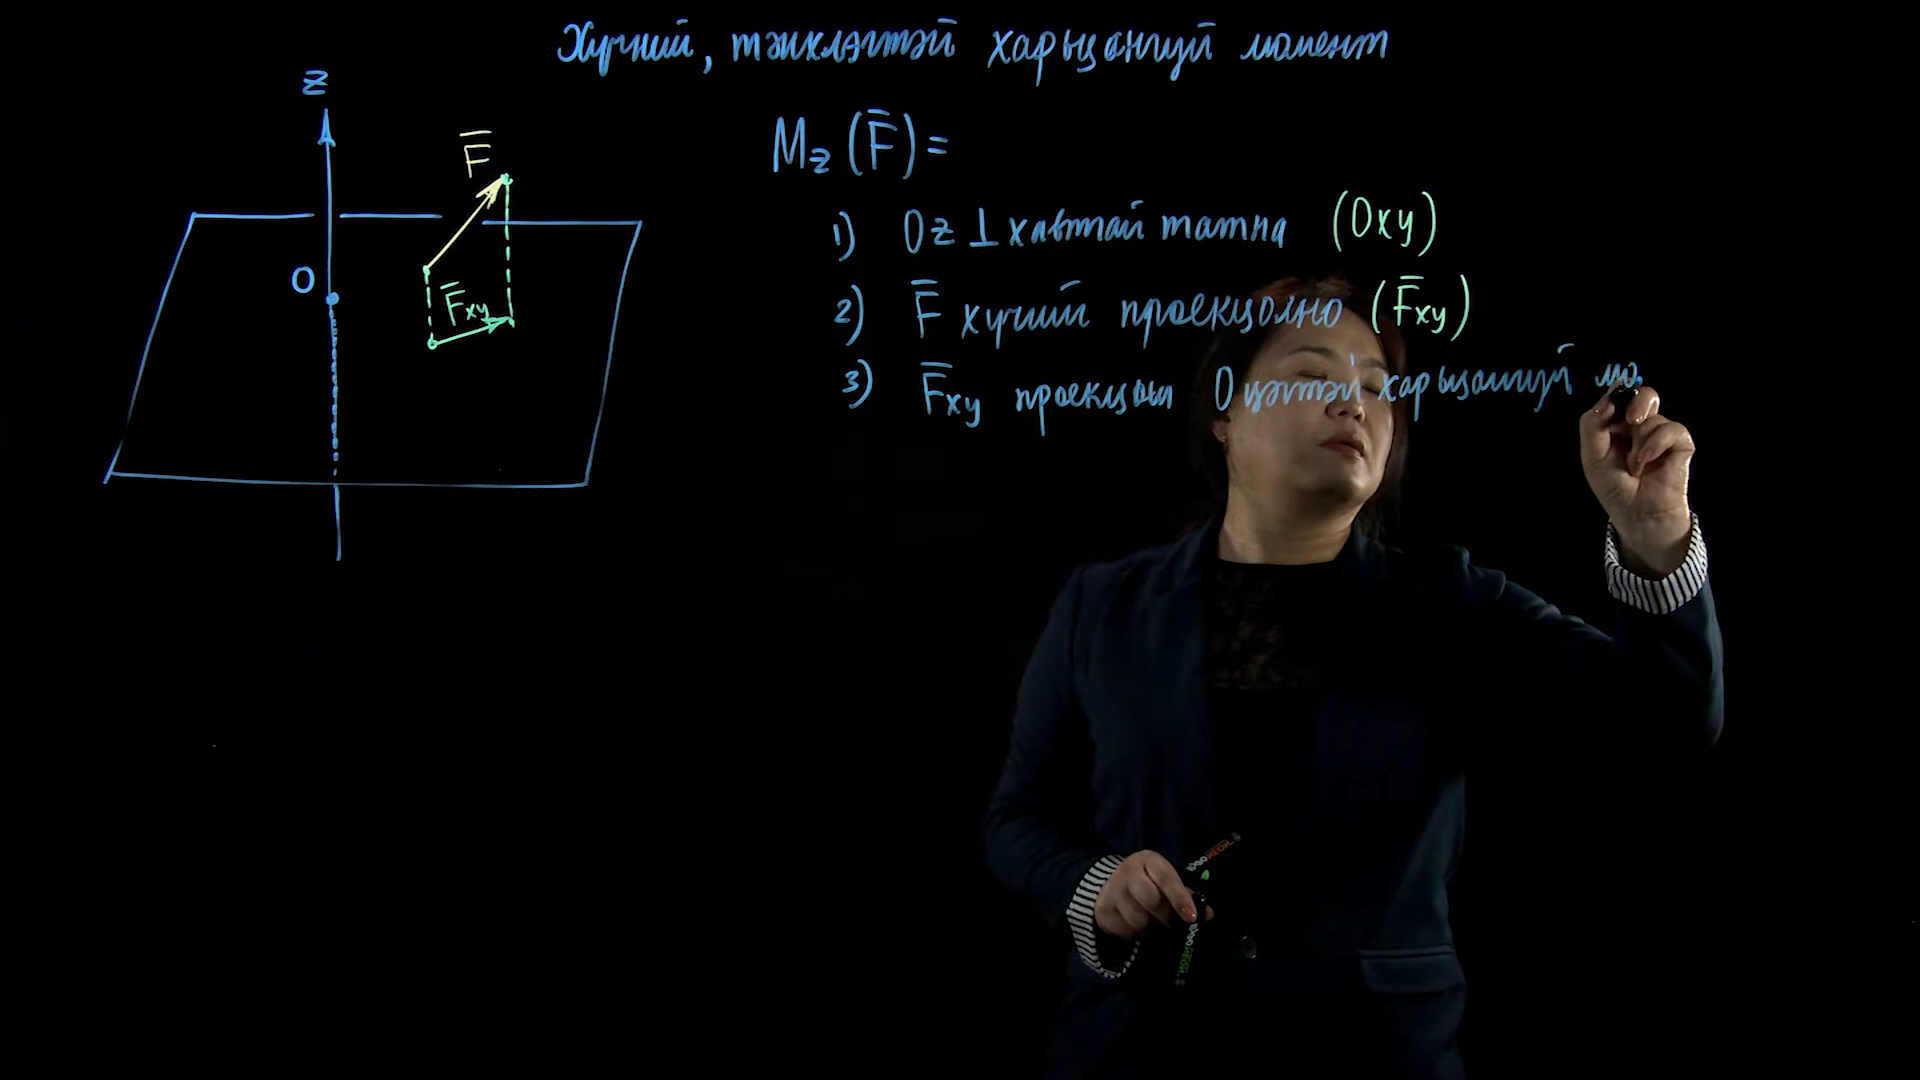 Хүчний, тэнхлэгтэй харьцангуй момент
z
F̄
O
F̄xy
Mz (F̄) =
1) Oz ⊥ хавтгай татна (Oxy)
2) F̄ хүчийг проекцолно (F̄xy)
3) F̄xy проекцын O цэгтэй харьцангуй мо